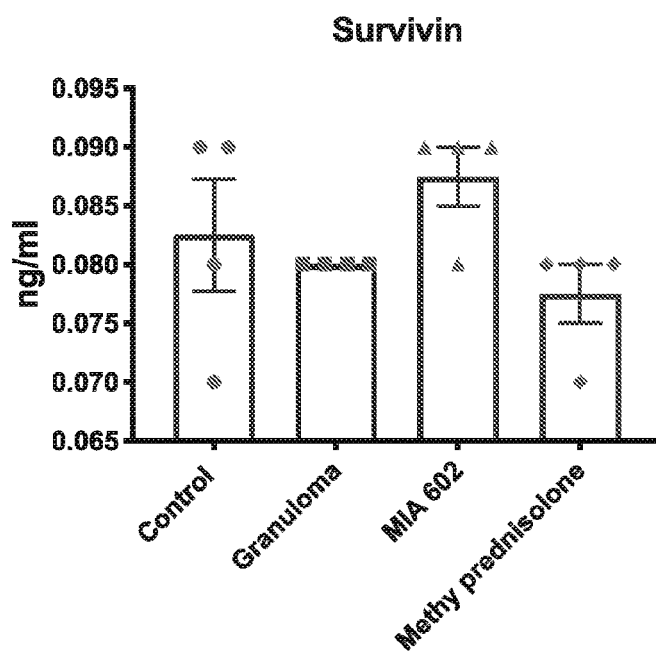 Survivin
0.095
0.090
0.085
0.080
0.075
0.070
0.065
ng/ml
Control
Granuloma
MIA 602
Methy prednisolone